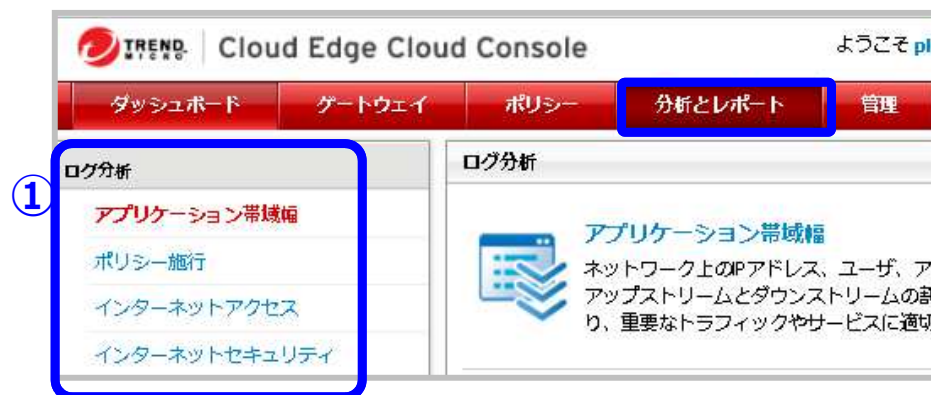 TREND MICRO Cloud Edge Cloud Console ようこそ pl
ダッシュボード ゲートウェイ ポリシー 分析とレポート 管理
①
ログ分析
アプリケーション帯域幅
ポリシー施行
インターネットアクセス
インターネットセキュリティ
ログ分析
アプリケーション帯域幅
ネットワーク上のIPアドレス、ユーザ、ア
アップストリームとダウンストリームの割
り、重要なトラフィックやサービスに適切